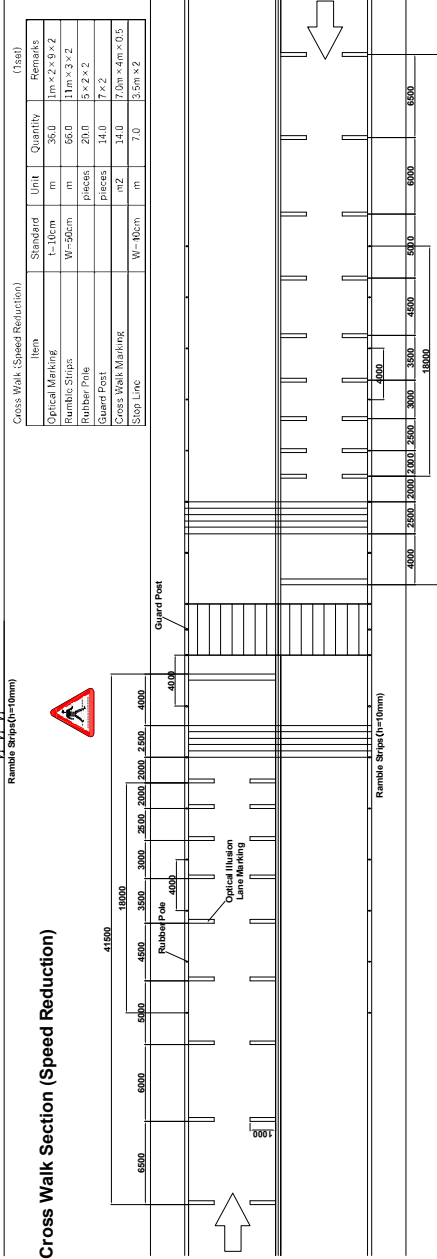 Ramble Strips(h=10mm)
Cross Walk Section (Speed Reduction)
Cross Walk (Speed Reduction) (1set)
Item Standard Unit Quantity Remarks
Optical Marking t=10cm m 36.0 1m×2×9×2
Rumble Strips W=50cm m 66.0 11m×3×2
Rubber Pole pieces 20.0 5×2×2
Guard Post pieces 14.0 7×2
Cross Walk Marking m2 14.0 7.0m×4m×0.5
Stop Line W=40cm m 7.0 3.5m×2
41500
18000
6500 6000 5000 4500 3500 3000 2500 2000 2000 2500 4000
4000
4000
Rubber Pole
Guard Post
Optical Illusion
Lane Marking
1000
Ramble Strips(h=10mm)
4000 2500 2000 2000 2500 3000 3500 4500 5000 6000 6500
4000
18000